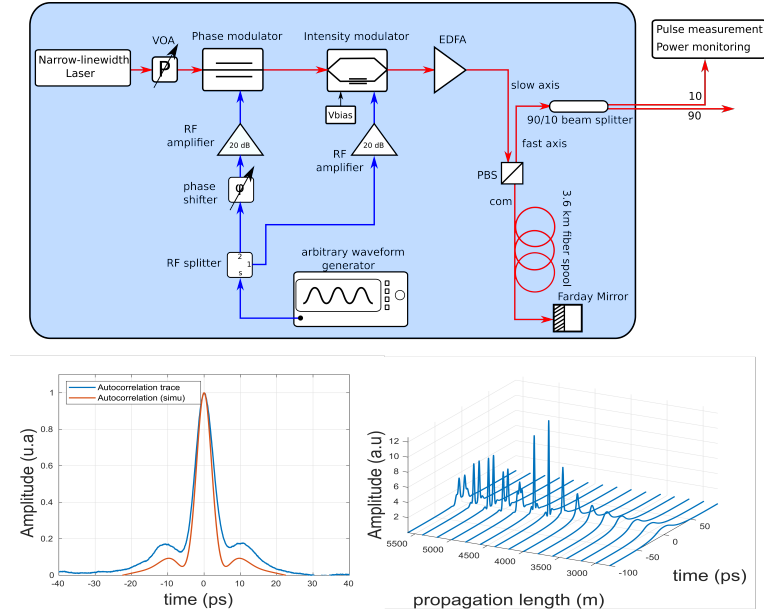 Pulse measurement
Power monitoring
VOA
Phase modulator
Intensity modulator
EDFA
Narrow-linewidth
Laser
P
slow axis
10
90
90/10 beam splitter
Vbias
RF
amplifier
20 dB
RF
amplifier
20 dB
fast axis
PBS
phase
shifter
φ
com
3.6 km fiber spool
RF splitter
2
1
s
arbitrary waveform
generator
Farday Mirror
Autocorrelation trace
Autocorrelation (simu)
1
0.8
0.6
0.4
0.2
0
-40 -30 -20 -10 0 10 20 30 40
time (ps)
Amplitude (u.a)
12
10
8
6
4
2
Amplitude (a.u)
5500 5000 4500 4000 3500 3000
propagation length (m)
-100 -50 0 50
time (ps)